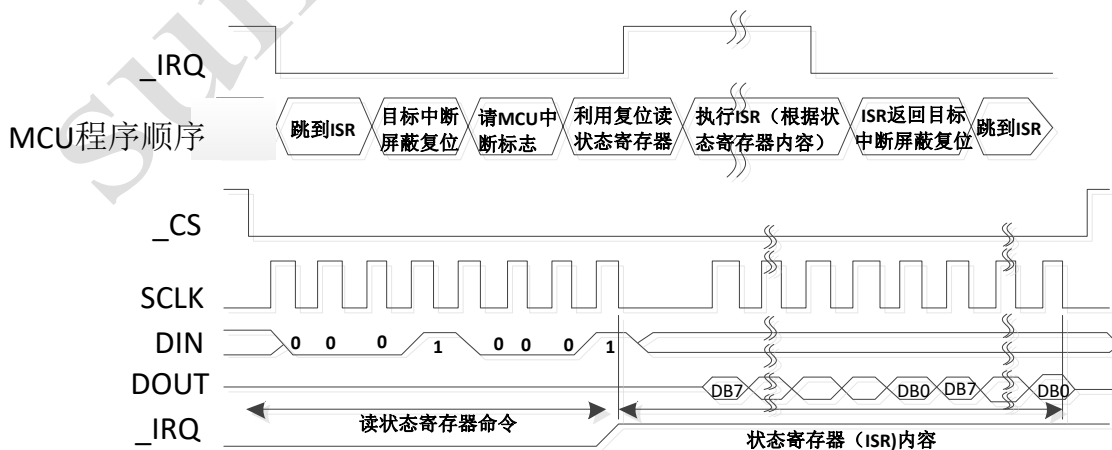 _IRQ
MCU程序顺序
跳到ISR
目标中断
屏蔽复位
请MCU中
断标志
利用复位读
状态寄存器
执行ISR（根据状
态寄存器内容）
ISR返回目标
中断屏蔽复位
跳到ISR
_CS
SCLK
DIN 0 0 0 1 0 0 0 1
DOUT DB7 DB0 DB7 DB0
读状态寄存器命令
_IRQ
状态寄存器（ISR)内容